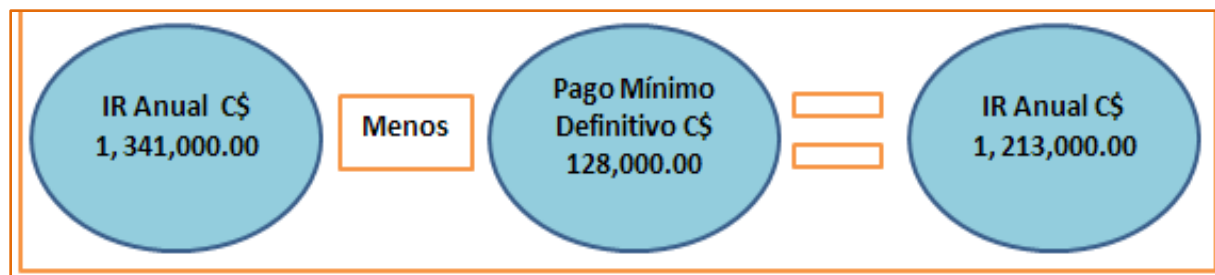 IR Anual C$
1, 341,000.00
Menos
Pago Mínimo
Definitivo C$
128,000.00
IR Anual C$
1, 213,000.00